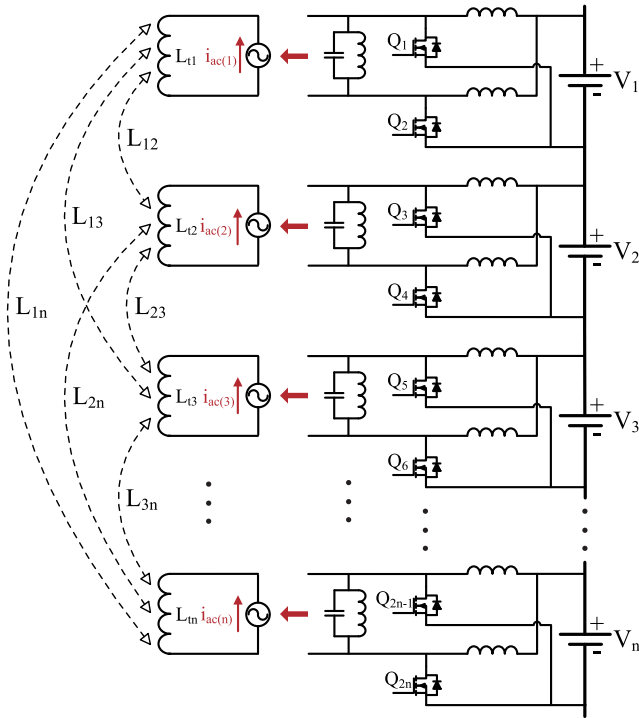 Lt1 iac(1) Q1 + V1 -
Q2
L12
Lt2 iac(2) Q3 + V2 -
L13
Q4
L1n L23
Lt3 iac(3) Q5 + V3 -
L2n
Q6
L3n
Ltn iac(n) Q2n-1 + Vn -
Q2n